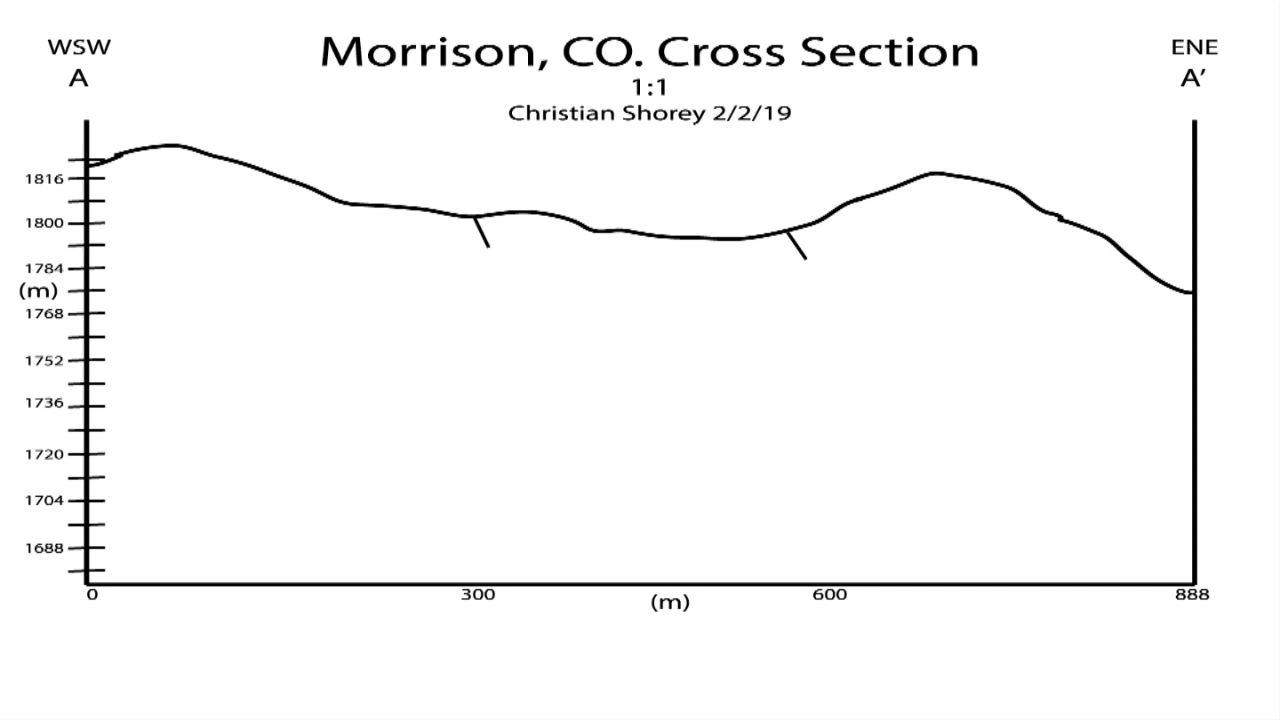 WSW
A
Morrison, CO. Cross Section
1:1
Christian Shorey 2/2/19
ENE
A'
1816
1800
1784
(m)
1768
1752
1736
1720
1704
1688
0
300
(m)
600
888